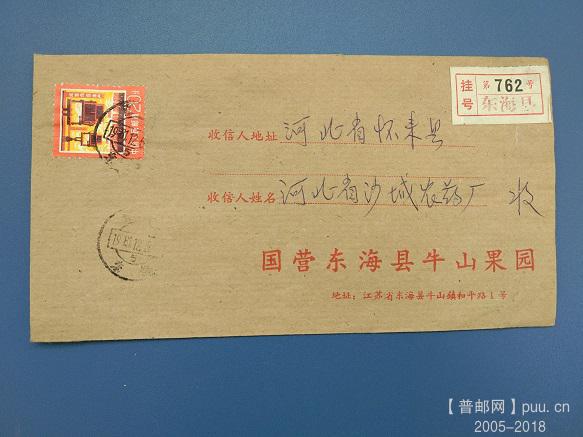 挂号
第 762 号
东海县
收信人地址 河北省怀来县
收信人姓名 河北省沙城农药厂 收
国营东海县牛山果园
地址：江苏省东海县牛山镇和平路1号
【普邮网】puu.cn
2005-2018